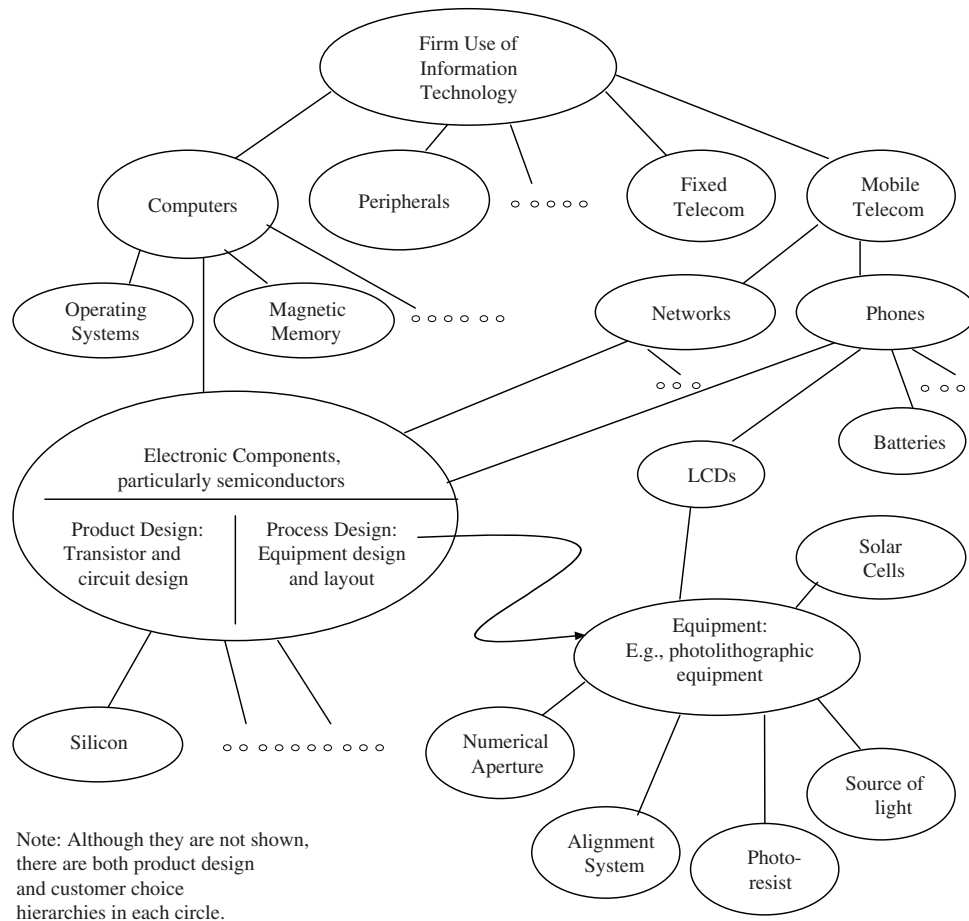 Firm Use of
Information
Technology
Computers
Peripherals
Fixed
Telecom
Mobile
Telecom
Operating
Systems
Magnetic
Memory
Networks
Phones
Electronic Components,
particularly semiconductors
Product Design:
Transistor and
circuit design
Process Design:
Equipment design
and layout
LCDs
Batteries
Solar
Cells
Equipment:
E.g., photolithographic
equipment
Silicon
Numerical
Aperture
Source of
light
Alignment
System
Photo-
resist
Note: Although they are not shown,
there are both product design
and customer choice
hierarchies in each circle.